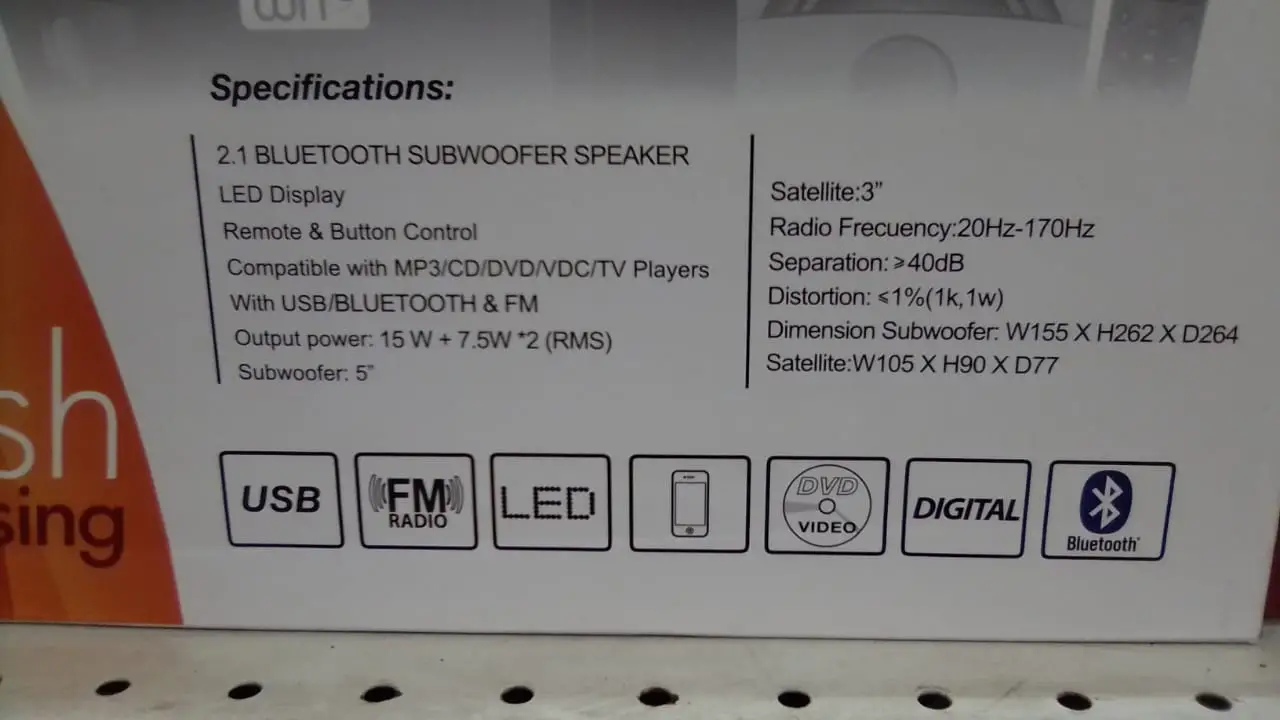 Specifications:
2.1 BLUETOOTH SUBWOOFER SPEAKER
LED Display
Remote & Button Control
Compatible with MP3/CD/DVD/VDC/TV Players
With USB/BLUETOOTH & FM
Output power: 15 W + 7.5W *2 (RMS)
Subwoofer: 5”
Satellite:3”
Radio Frecuency:20Hz-170Hz
Separation: ≥40dB
Distortion: ≤1%(1k,1w)
Dimension Subwoofer: W155 X H262 X D264
Satellite:W105 X H90 X D77
sh
sing
USB
FM
RADIO
LED
DVD
VIDEO
DIGITAL
Bluetooth